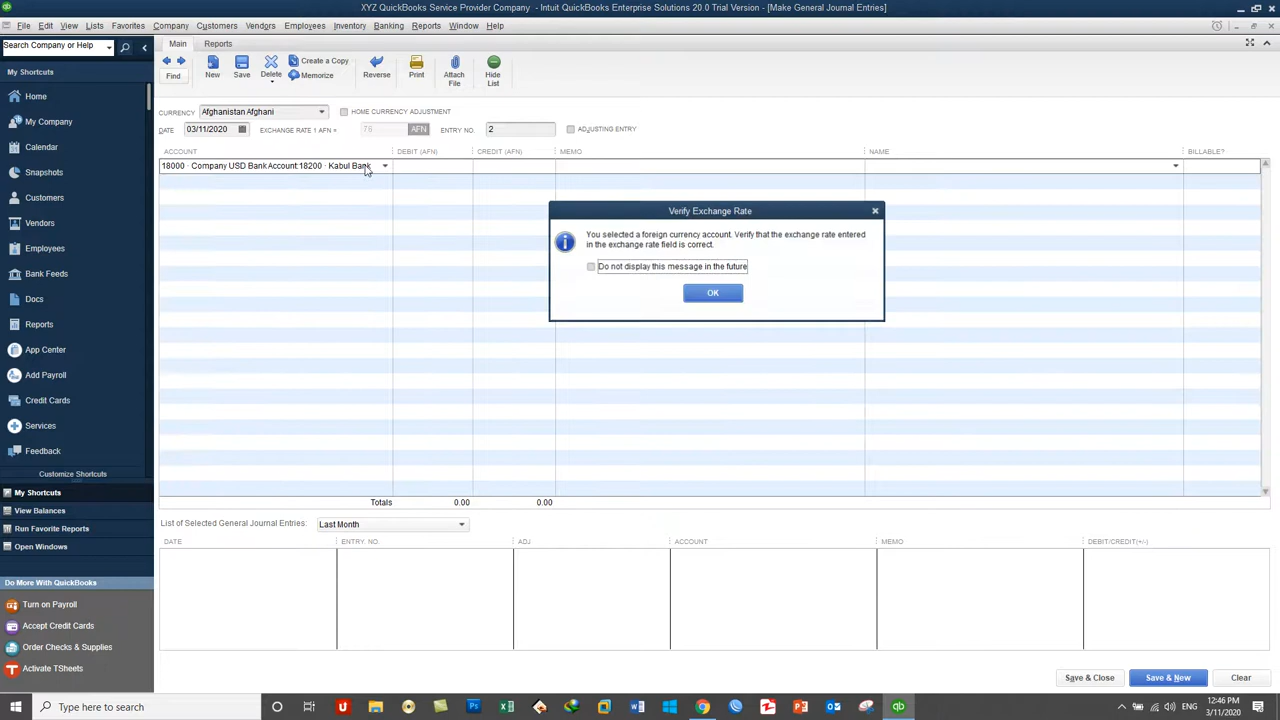 XYZ QuickBooks Service Provider Company - Intuit QuickBooks Enterprise Solutions 20.0 Trial Version - [Make General Journal Entries]
File Edit View Lists Favorites Company Customers Vendors Employees Inventory Banking Reports Window Help
Search Company or Help
My Shortcuts
Home
My Company
Calendar
Snapshots
Customers
Vendors
Employees
Bank Feeds
Docs
Reports
App Center
Add Payroll
Credit Cards
Services
Feedback
Customize Shortcuts
My Shortcuts
View Balances
Run Favorite Reports
Open Windows
Do More With QuickBooks
Turn on Payroll
Accept Credit Cards
Order Checks & Supplies
Activate TSheets
Main Reports
Find
New
Save
Delete
Create a Copy
Memorize
Reverse
Print
Attach File
Hide List
CURRENCY Afghanistan Afghani HOME CURRENCY ADJUSTMENT
DATE 03/11/2020 EXCHANGE RATE 1 AFN = 76 AFN ENTRY NO. 2 ADJUSTING ENTRY
ACCOUNT DEBIT (AFN) CREDIT (AFN) MEMO NAME BILLABLE?
18000 · Company USD Bank Account:18200 · Kabul Bank
Verify Exchange Rate
You selected a foreign currency account. Verify that the exchange rate entered
in the exchange rate field is correct.
Do not display this message in the future
OK
Totals 0.00 0.00
List of Selected General Journal Entries: Last Month
DATE ENTRY. NO. ADJ ACCOUNT MEMO DEBIT/CREDIT(+/-)
Save & Close Save & New Clear
Type here to search
12:46 PM
3/11/2020